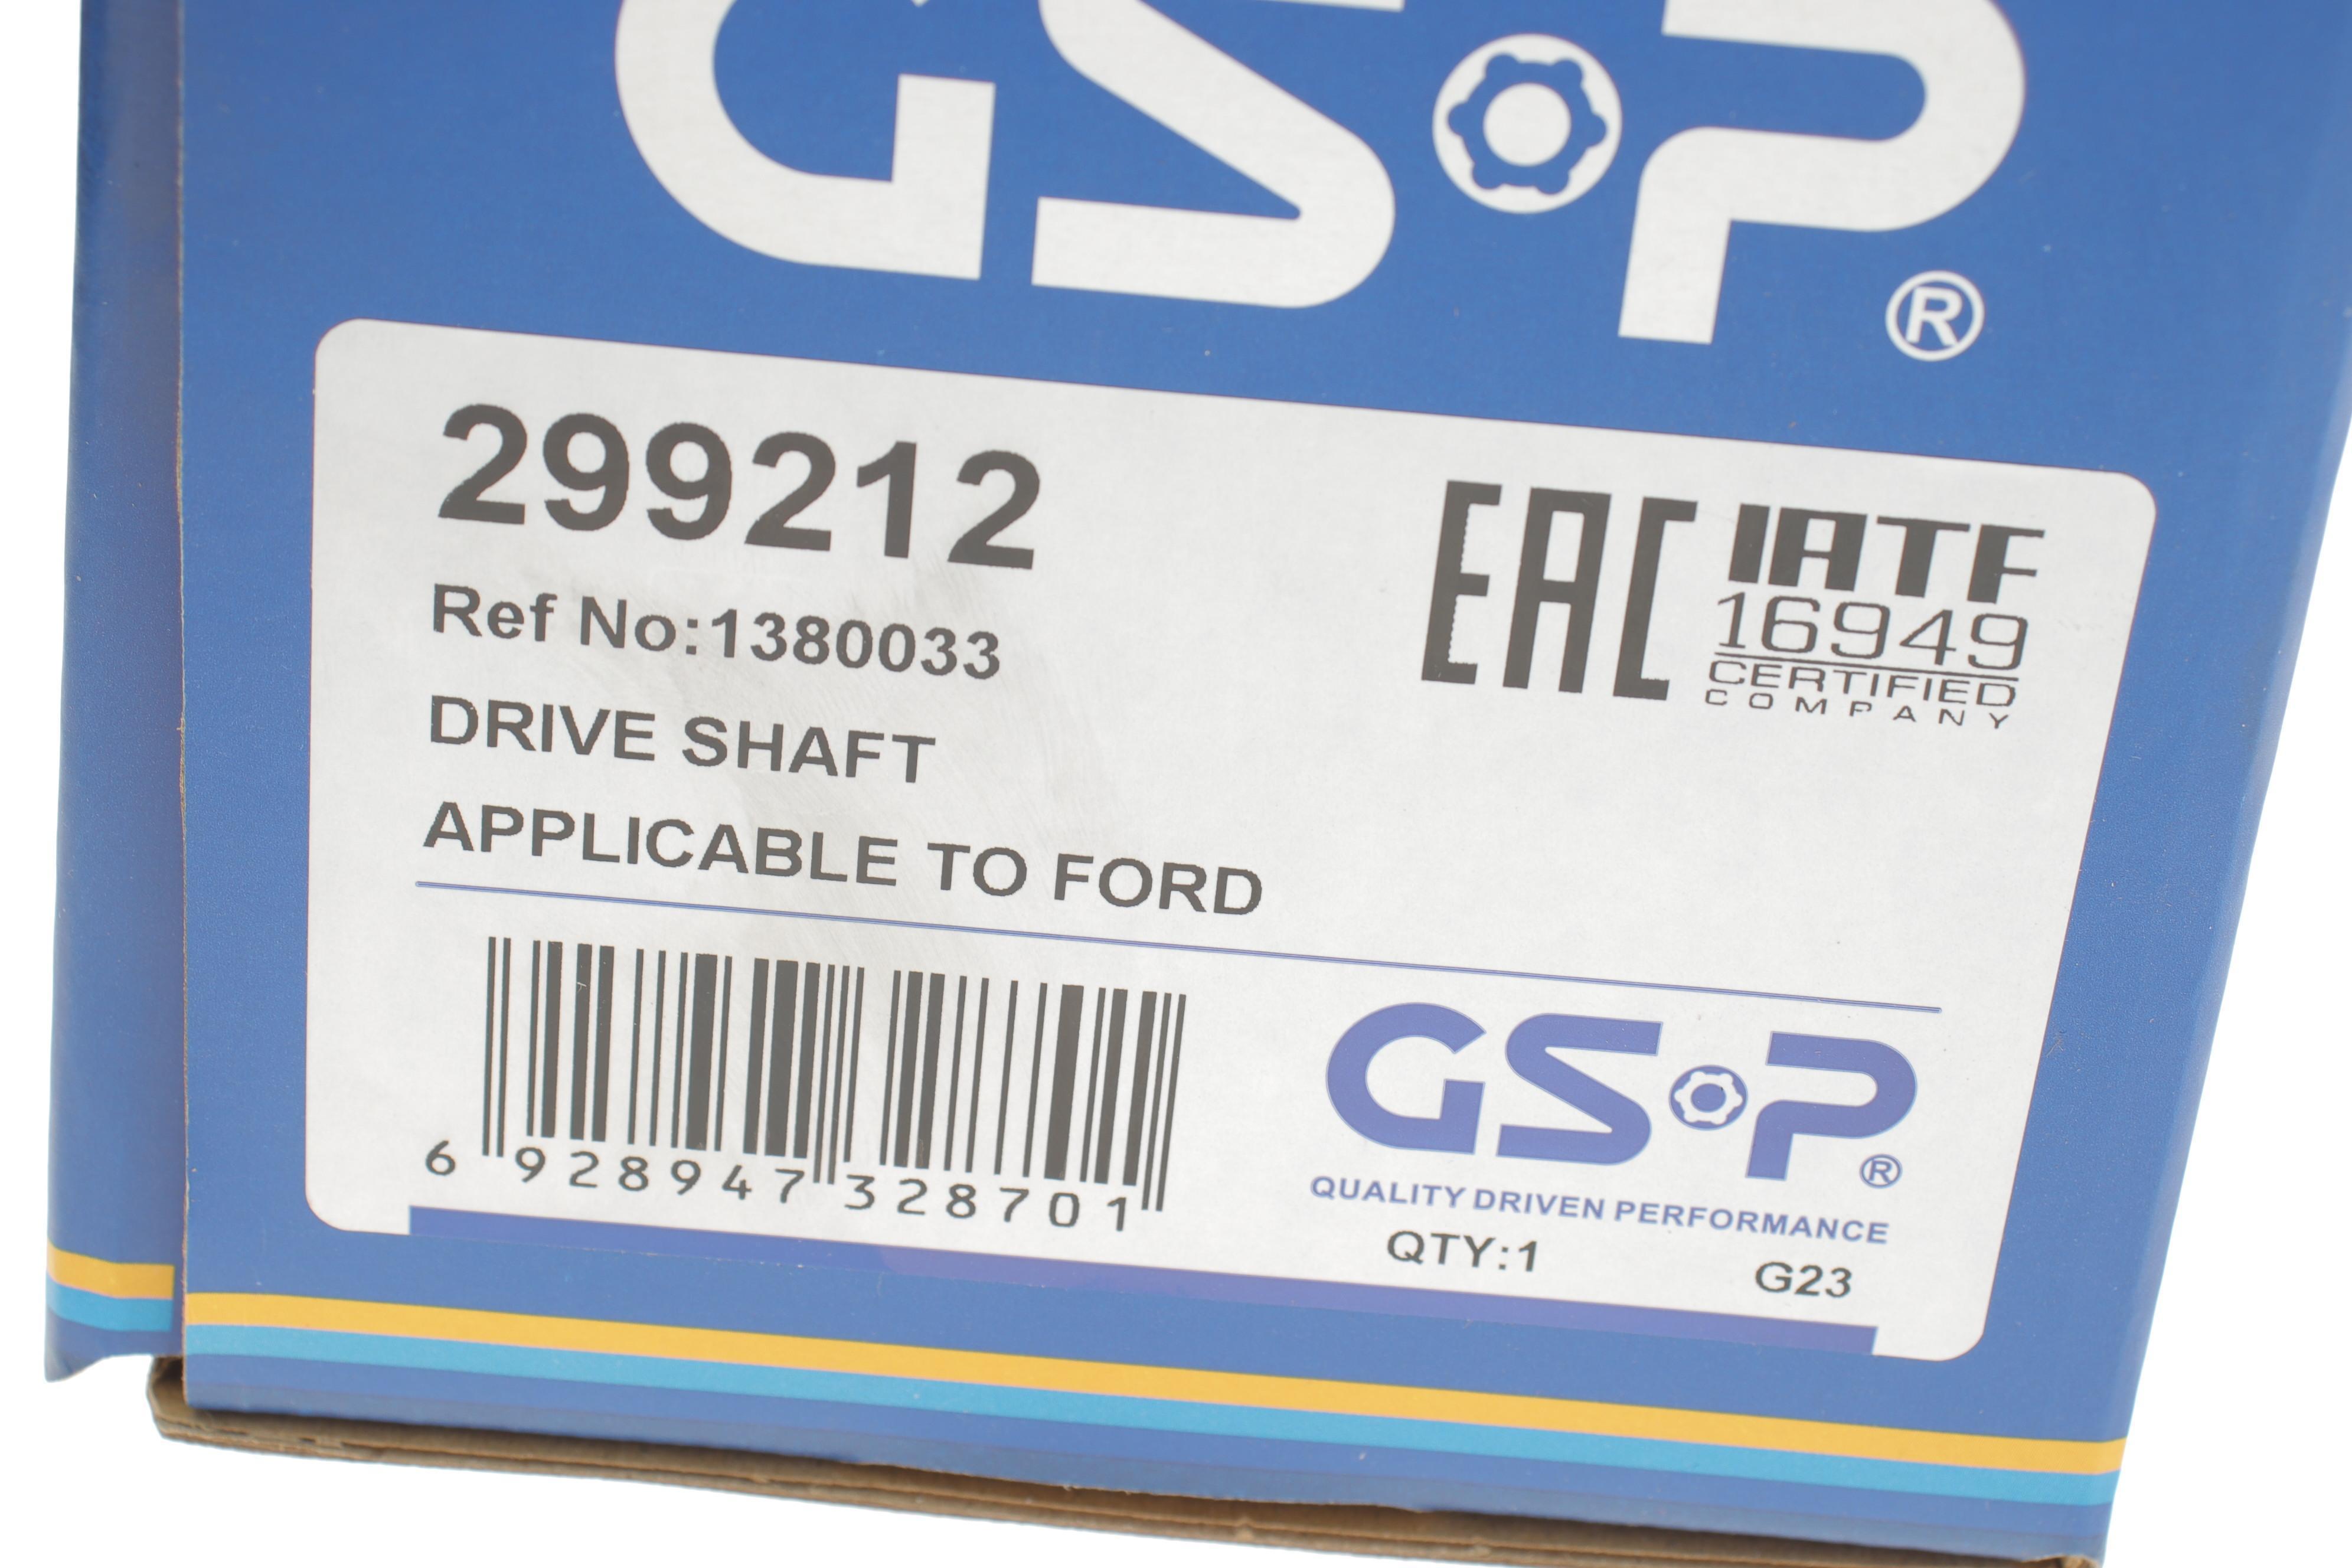 GSP®
299212
Ref No:1380033
DRIVE SHAFT
APPLICABLE TO FORD
EAC
IATF
16949
CERTIFIED
COMPANY
6 928947 328701
GSP®
QUALITY DRIVEN PERFORMANCE
QTY:1 G23